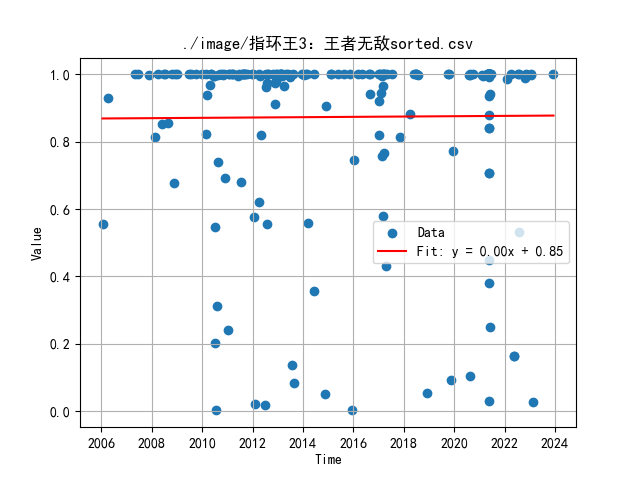 ./image/指环王3：王者无敌sorted.csv
1.0
0.8
0.6
0.4
0.2
0.0
Value
Data
Fit: y = 0.00x + 0.85
2006 2008 2010 2012 2014 2016 2018 2020 2022 2024
Time